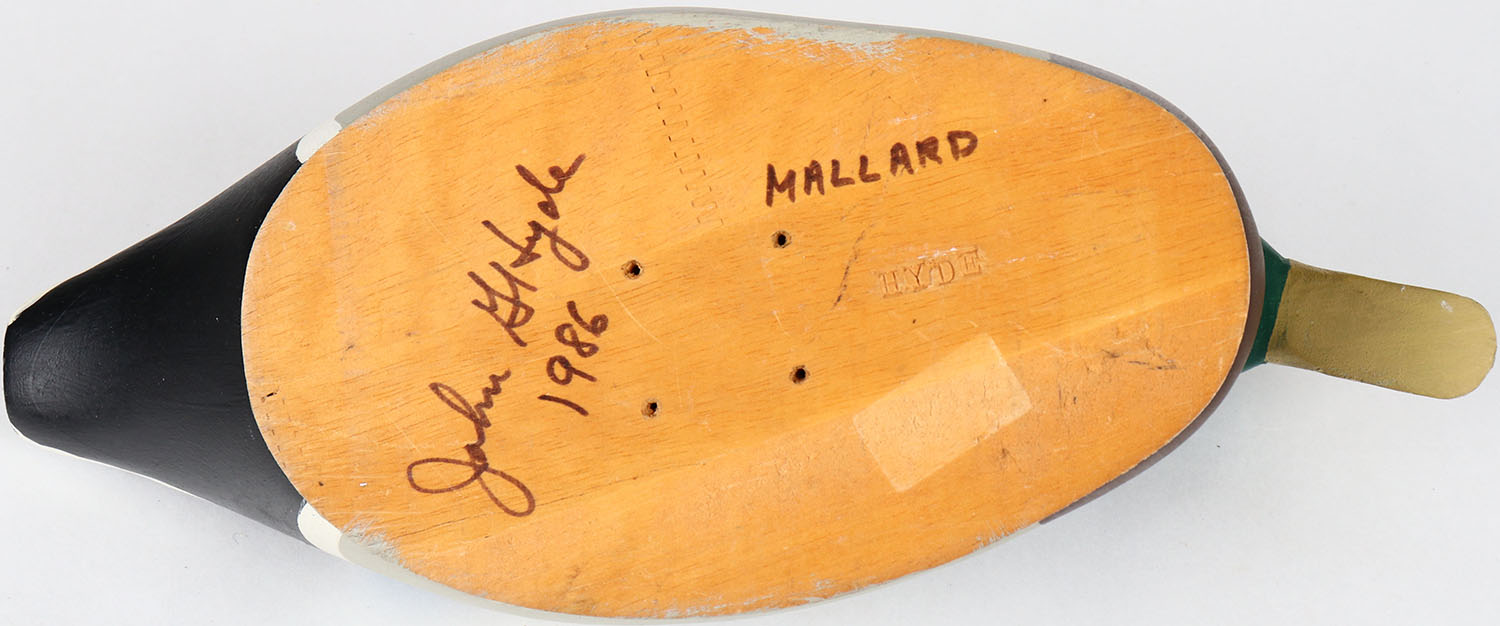 John G Hyde
1986
MALLARD
HYDE